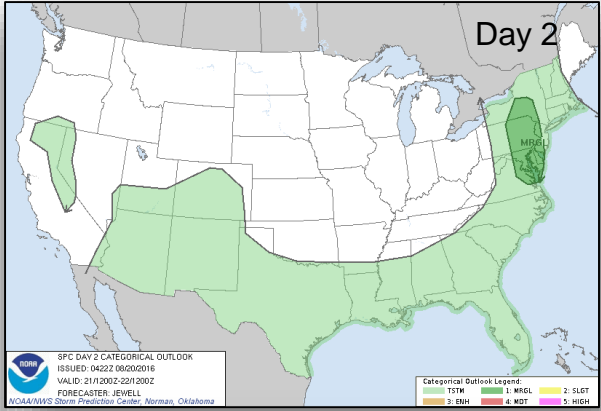 Day 2
MRGL
NOAA
SPC DAY 2 CATEGORICAL OUTLOOK
ISSUED: 0422Z 08/20/2016
VALID: 21/1200Z-22/1200Z
FORECASTER: JEWELL
NOAA/NWS Storm Prediction Center, Norman, Oklahoma
Categorical Outlook Legend:
TSTM 1: MRGL 2: SLGT
3: ENH 4: MDT 5: HIGH